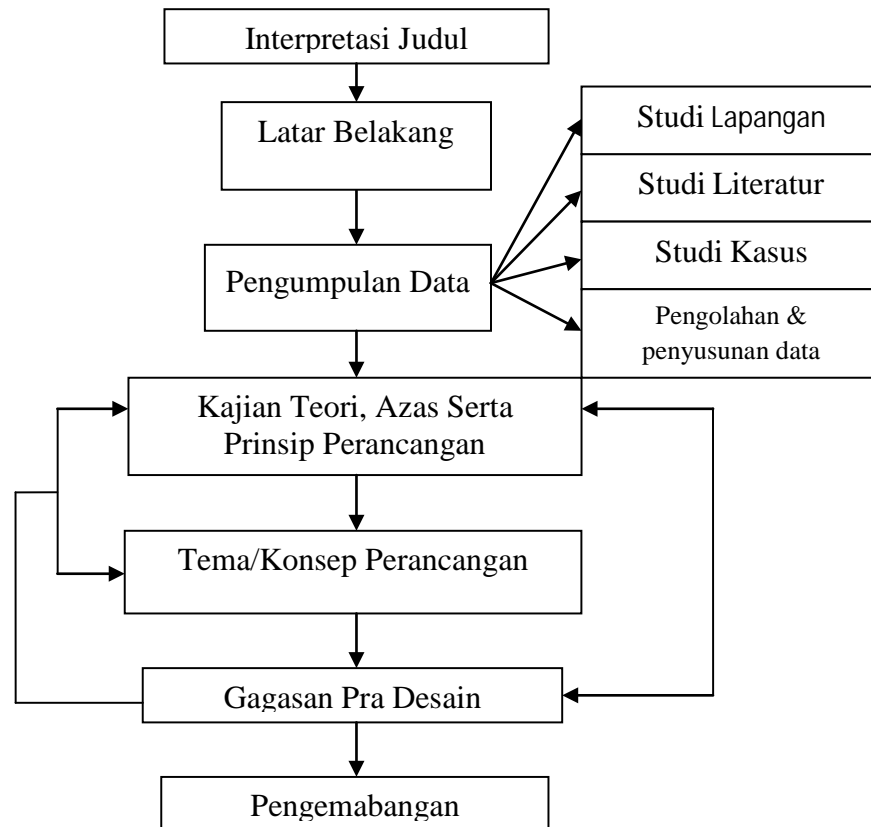 Interpretasi Judul
Latar Belakang
Studi Lapangan
Studi Literatur
Studi Kasus
Pengumpulan Data
Pengolahan &
penyusunan data
Kajian Teori, Azas Serta
Prinsip Perancangan
Tema/Konsep Perancangan
Gagasan Pra Desain
Pengemabangan